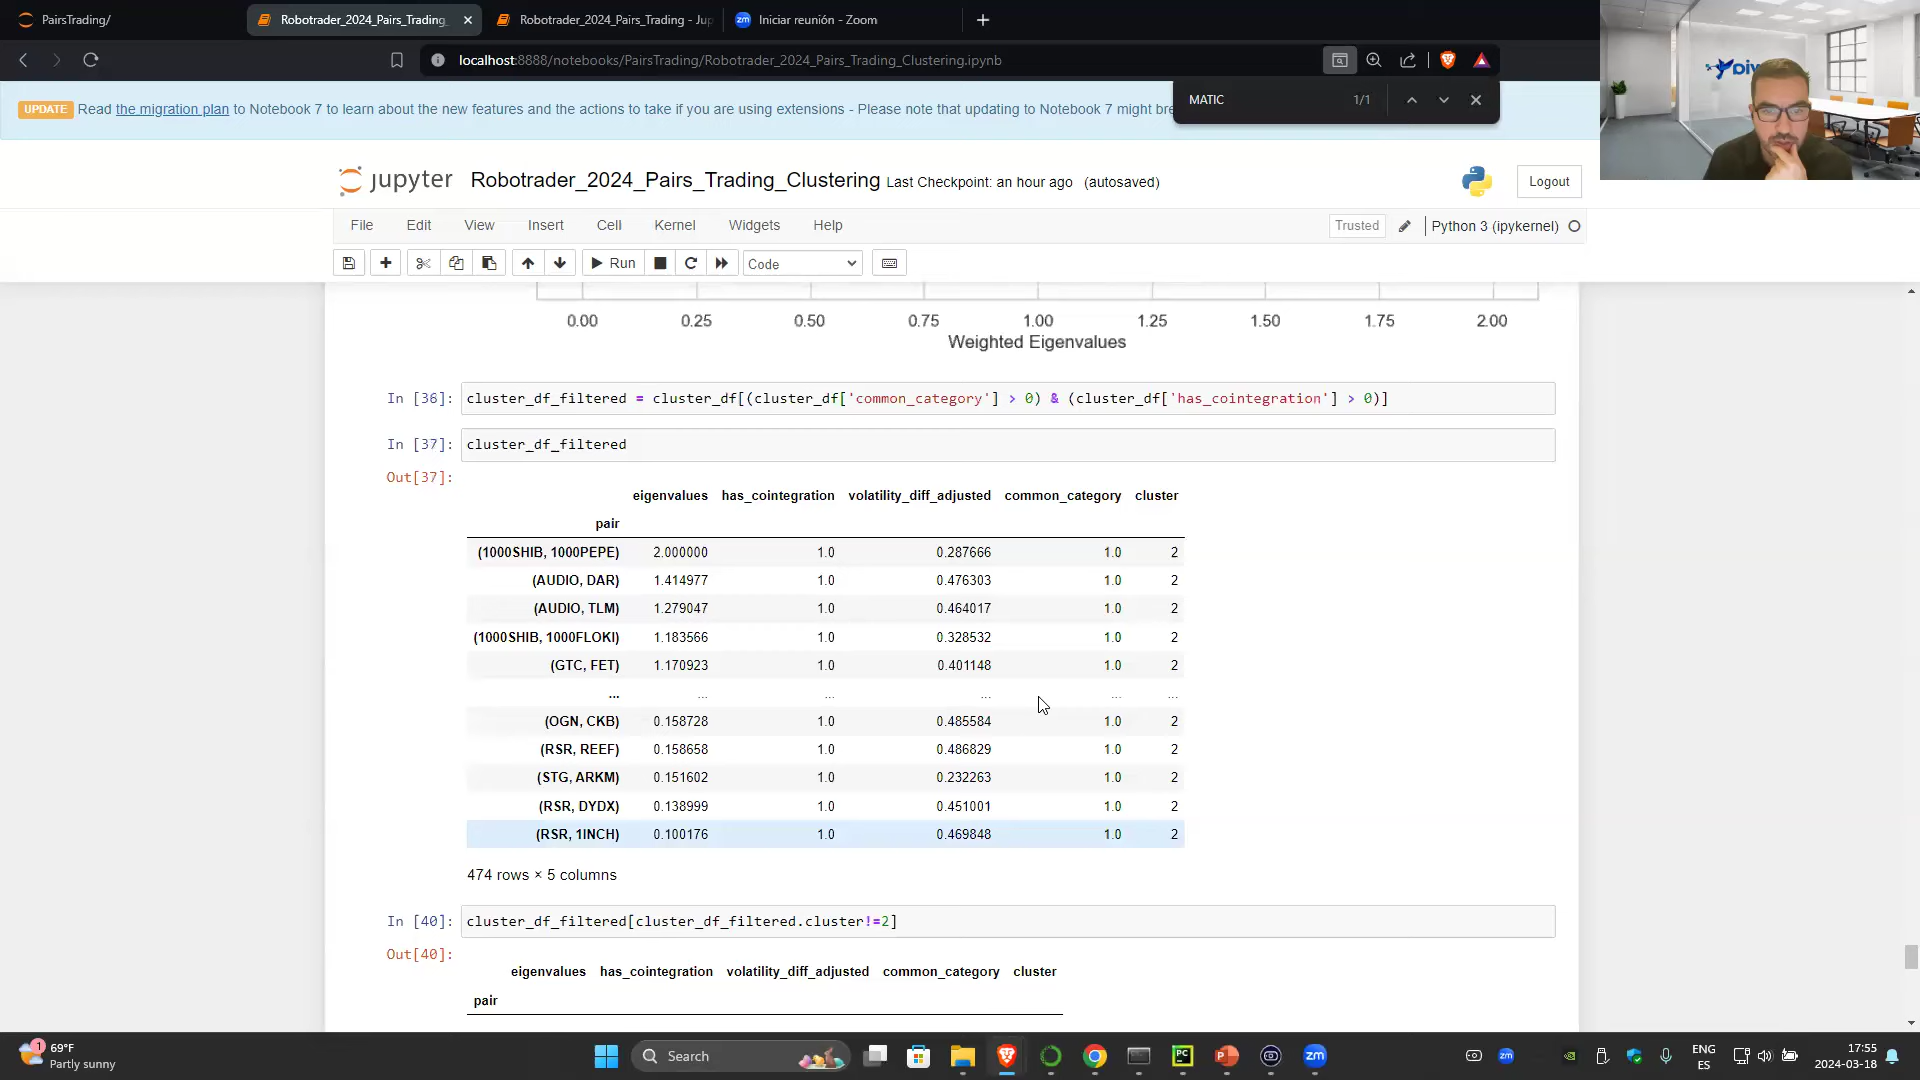 PairsTrading/
Robotrader_2024_Pairs_Trading_
Robotrader_2024_Pairs_Trading - Jup
Iniciar reunión - Zoom
localhost:8888/notebooks/PairsTrading/Robotrader_2024_Pairs_Trading_Clustering.ipynb
MATIC 1/1
UPDATE Read the migration plan to Notebook 7 to learn about the new features and the actions to take if you are using extensions - Please note that updating to Notebook 7 might bre
jupyter Robotrader_2024_Pairs_Trading_Clustering Last Checkpoint: an hour ago (autosaved)
Logout
File Edit View Insert Cell Kernel Widgets Help
Trusted Python 3 (ipykernel)
Run Code
0.00 0.25 0.50 0.75 1.00 1.25 1.50 1.75 2.00
Weighted Eigenvalues
In [36]: cluster_df_filtered = cluster_df[(cluster_df['common_category'] > 0) & (cluster_df['has_cointegration'] > 0)]
In [37]: cluster_df_filtered
Out[37]:
eigenvalues has_cointegration volatility_diff_adjusted common_category cluster
pair
(1000SHIB, 1000PEPE) 2.000000 1.0 0.287666 1.0 2
(AUDIO, DAR) 1.414977 1.0 0.476303 1.0 2
(AUDIO, TLM) 1.279047 1.0 0.464017 1.0 2
(1000SHIB, 1000FLOKI) 1.183566 1.0 0.328532 1.0 2
(GTC, FET) 1.170923 1.0 0.401148 1.0 2
... ... ... ... ... ...
(OGN, CKB) 0.158728 1.0 0.485584 1.0 2
(RSR, REEF) 0.158658 1.0 0.486829 1.0 2
(STG, ARKM) 0.151602 1.0 0.232263 1.0 2
(RSR, DYDX) 0.138999 1.0 0.451001 1.0 2
(RSR, 1INCH) 0.100176 1.0 0.469848 1.0 2
474 rows × 5 columns
In [40]: cluster_df_filtered[cluster_df_filtered.cluster!=2]
Out[40]:
eigenvalues has_cointegration volatility_diff_adjusted common_category cluster
pair
1
69°F
Partly sunny
Search
PC
zm
ENG
ES
17:55
2024-03-18